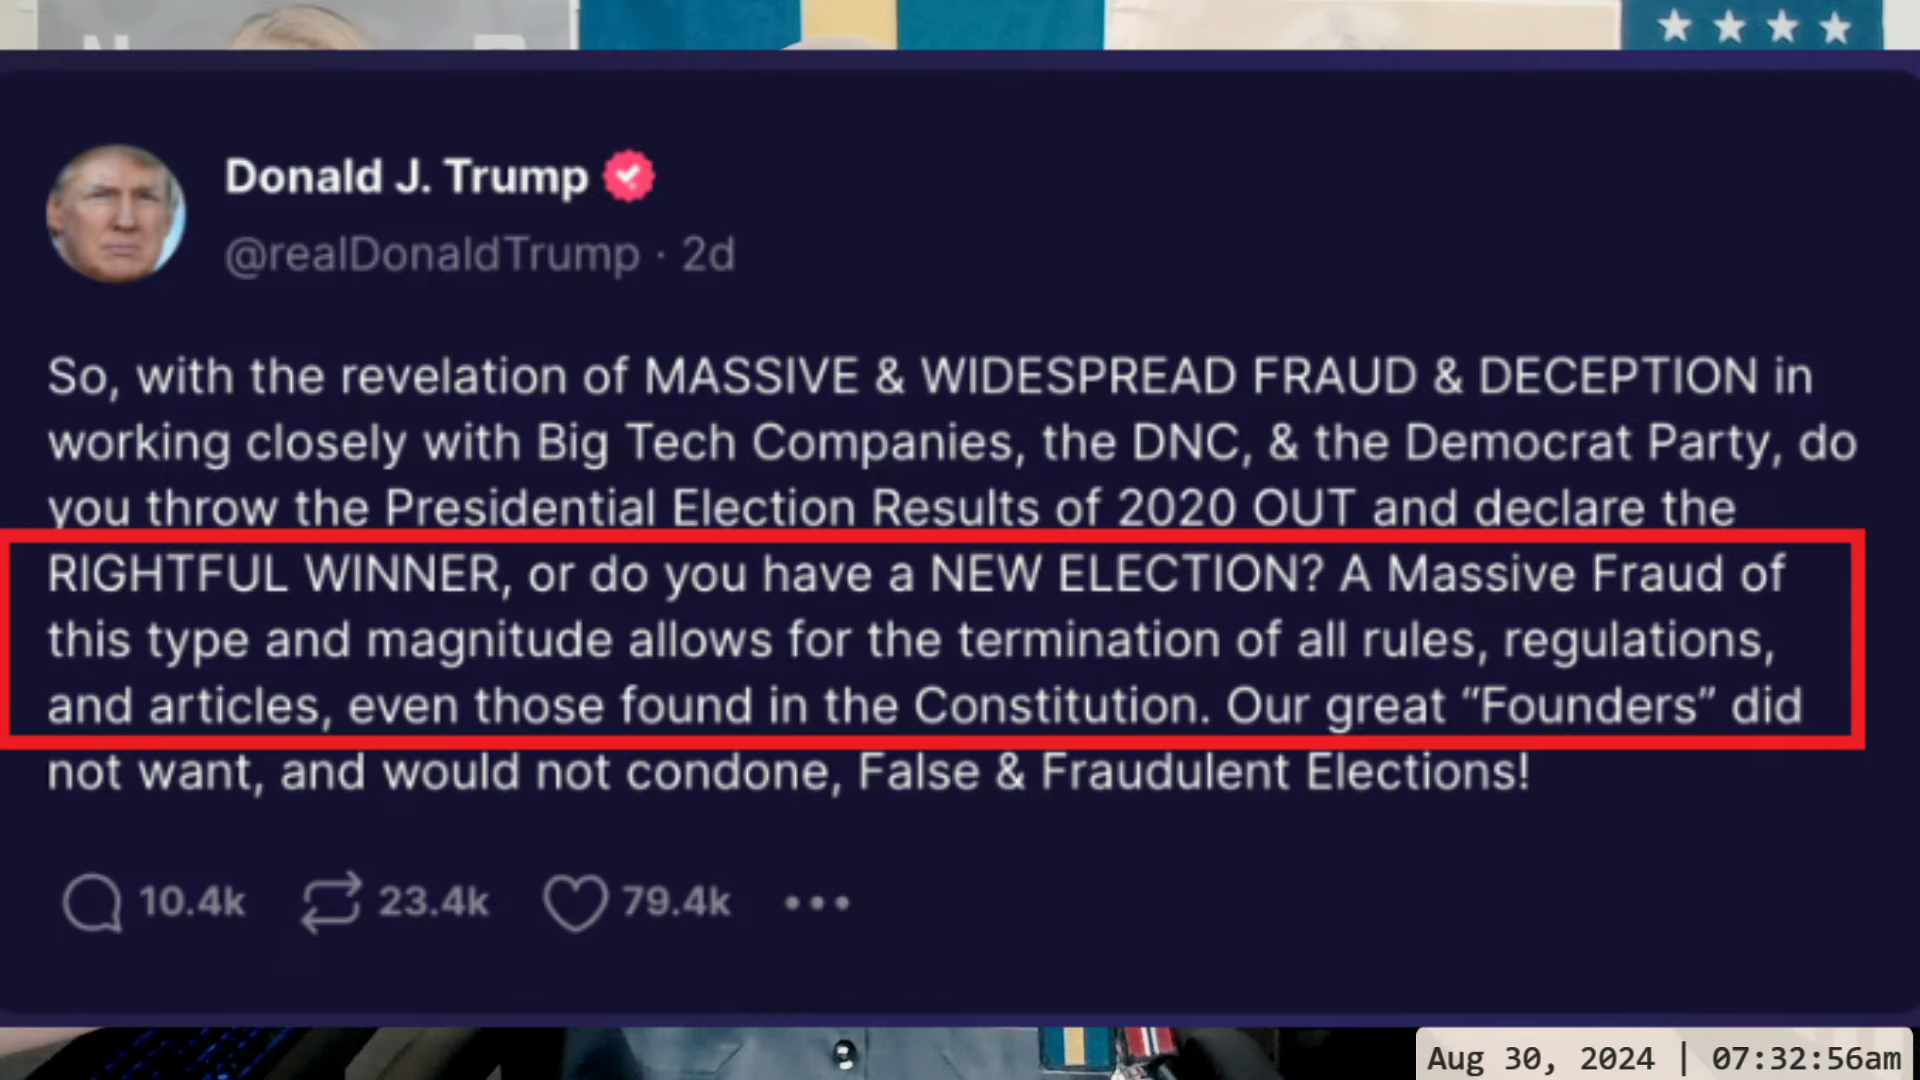 Donald J. Trump
@realDonaldTrump · 2d
So, with the revelation of MASSIVE & WIDESPREAD FRAUD & DECEPTION in
working closely with Big Tech Companies, the DNC, & the Democrat Party, do
you throw the Presidential Election Results of 2020 OUT and declare the
RIGHTFUL WINNER, or do you have a NEW ELECTION? A Massive Fraud of
this type and magnitude allows for the termination of all rules, regulations,
and articles, even those found in the Constitution. Our great “Founders” did
not want, and would not condone, False & Fraudulent Elections!
10.4k 23.4k 79.4k
Aug 30, 2024 | 07:32:56am